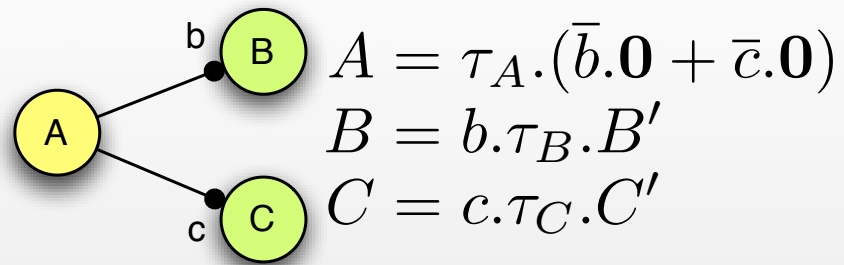 b
B
A
c
C
A = τ_A.(b̅.𝟎 + c̅.𝟎)
B = b.τ_B.B′
C = c.τ_C.C′